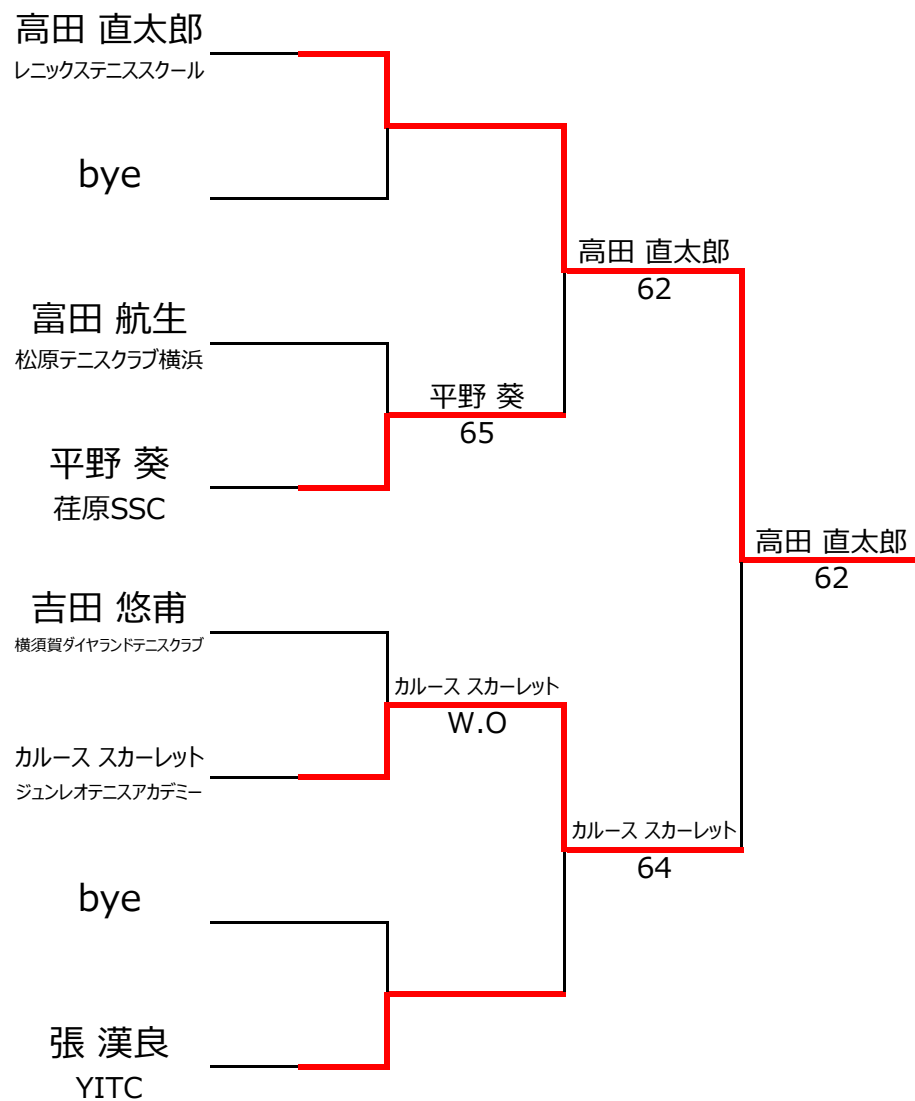 高田 直太郎
レニックステニススクール
bye
高田 直太郎
62
富田 航生
松原テニスクラブ横浜
平野 葵
65
平野 葵
荏原SSC
高田 直太郎
62
吉田 悠甫
横須賀ダイヤランドテニスクラブ
カルース スカーレット
W.O
カルース スカーレット
ジュンレオテニスアカデミー
カルース スカーレット
64
bye
張 漢良
YITC